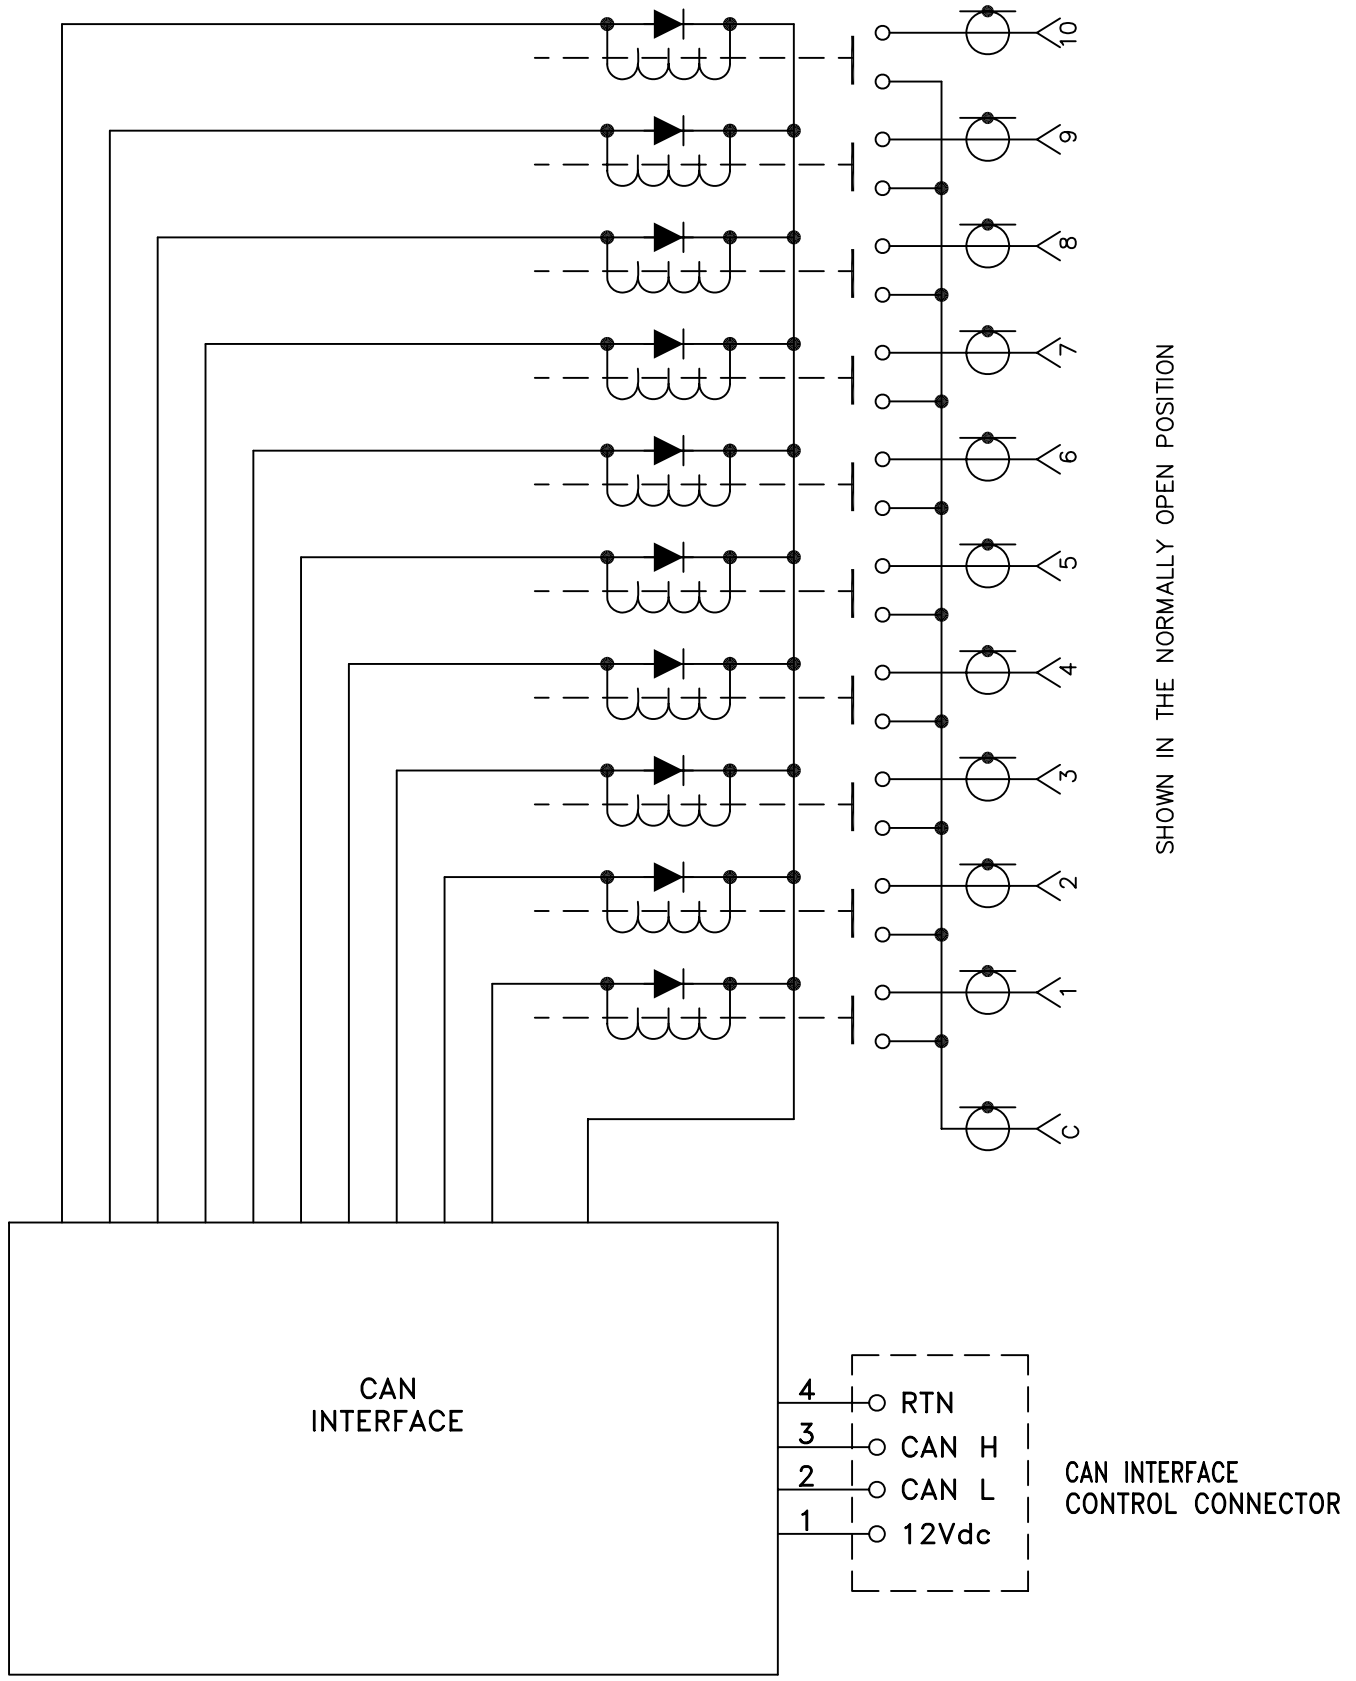 10
9
8
7
6
5
4
3
2
1
C
SHOWN IN THE NORMALLY OPEN POSITION
CAN
INTERFACE
4 RTN
3 CAN H
2 CAN L
1 12Vdc
CAN INTERFACE
CONTROL CONNECTOR